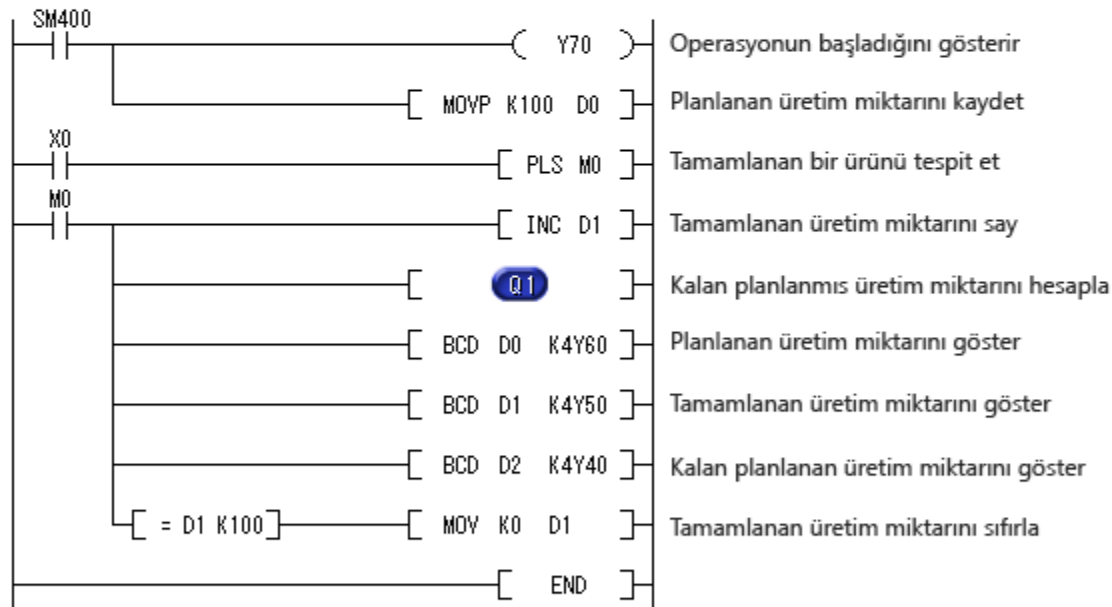 SM400
( Y70 ) Operasyonun başladığını gösterir
[ MOVP K100 D0 ] Planlanan üretim miktarını kaydet
X0
[ PLS M0 ] Tamamlanan bir ürünü tespit et
M0
[ INC D1 ] Tamamlanan üretim miktarını say
[ Q1 ] Kalan planlanmıs üretim miktarını hesapla
[ BCD D0 K4Y60 ] Planlanan üretim miktarını göster
[ BCD D1 K4Y50 ] Tamamlanan üretim miktarını göster
[ BCD D2 K4Y40 ] Kalan planlanan üretim miktarını göster
[ = D1 K100 ] [ MOV K0 D1 ] Tamamlanan üretim miktarını sıfırla
[ END ]